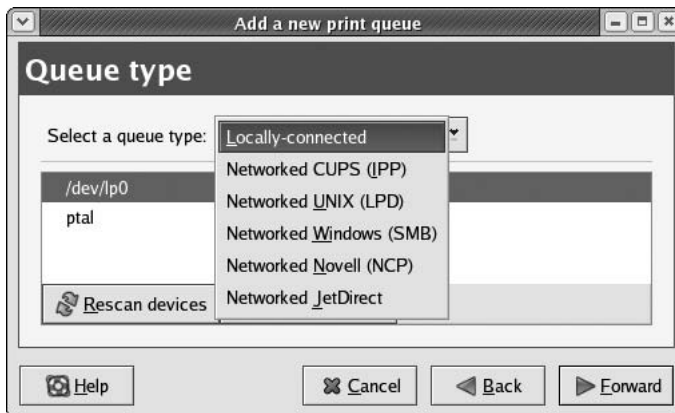 Add a new print queue
Queue type
Select a queue type:
Locally-connected
Networked CUPS (IPP)
Networked UNIX (LPD)
Networked Windows (SMB)
Networked Novell (NCP)
Networked JetDirect
/dev/lp0
ptal
Rescan devices
Help
Cancel
Back
Forward